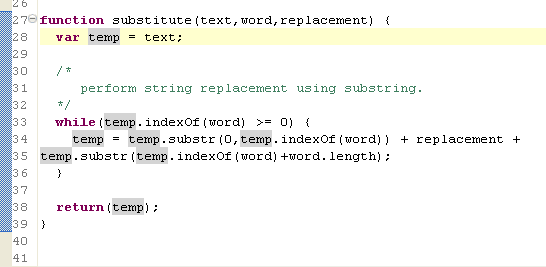 26
27 function substitute(text,word,replacement) {
28   var temp = text;
29
30   /*
31      perform string replacement using substring.
32   */
33   while(temp.indexOf(word) >= 0) {
34     temp = temp.substr(0,temp.indexOf(word)) + replacement +
35 temp.substr(temp.indexOf(word)+word.length);
36   }
37
38   return(temp);
39 }
40
41